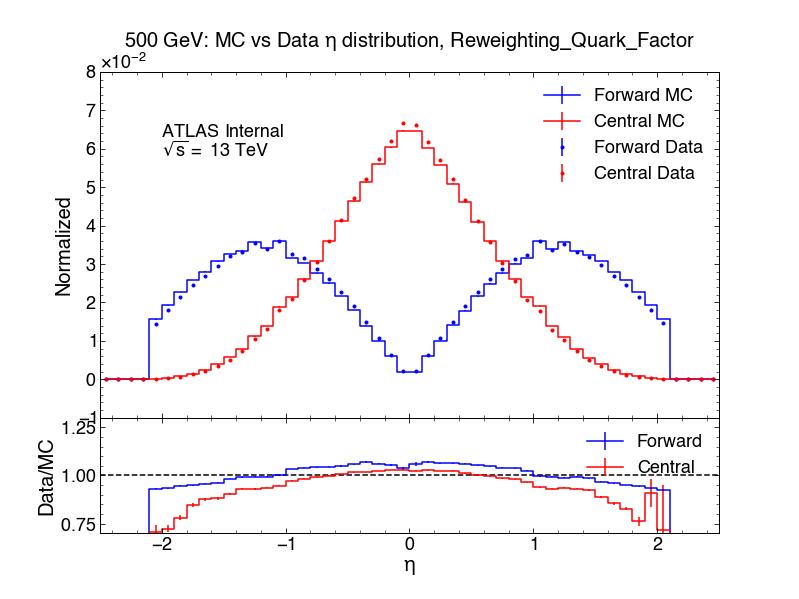 500 GeV: MC vs Data η distribution, Reweighting_Quark_Factor
×10−2
8
7
6
5
4
3
2
1
0
−1
Normalized
ATLAS Internal
√s = 13 TeV
Forward MC
Central MC
Forward Data
Central Data
1.25
1.00
0.75
Data/MC
Forward
Central
−2 −1 0 1 2
η